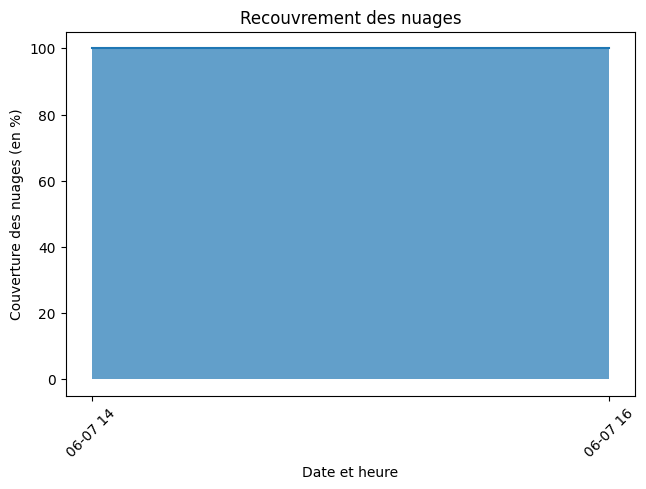 Recouvrement des nuages
Couverture des nuages (en %)
100
80
60
40
20
0
06-07 14
06-07 16
Date et heure